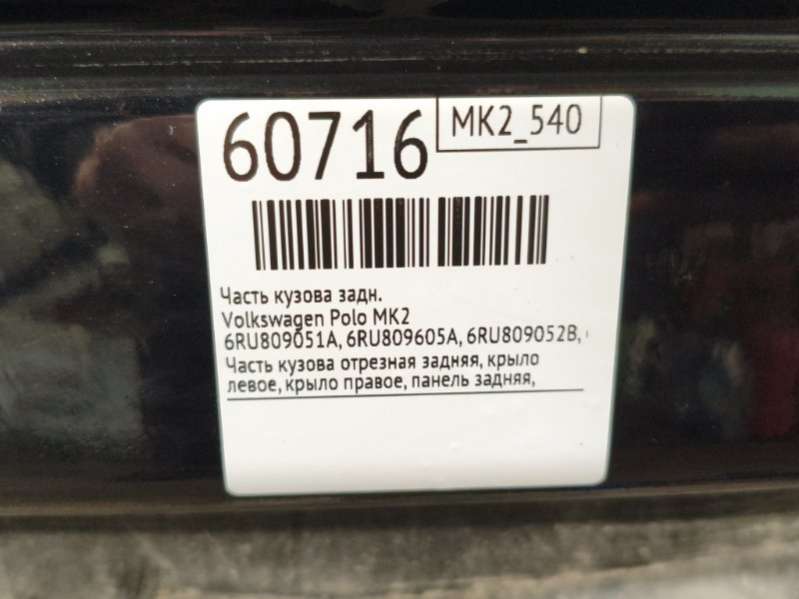 60716
MK2_540
Часть кузова задн.
Volkswagen Polo MK2
6RU809051A, 6RU809605A, 6RU809052B,
Часть кузова отрезная задняя, крыло
левое, крыло правое, панель задняя,